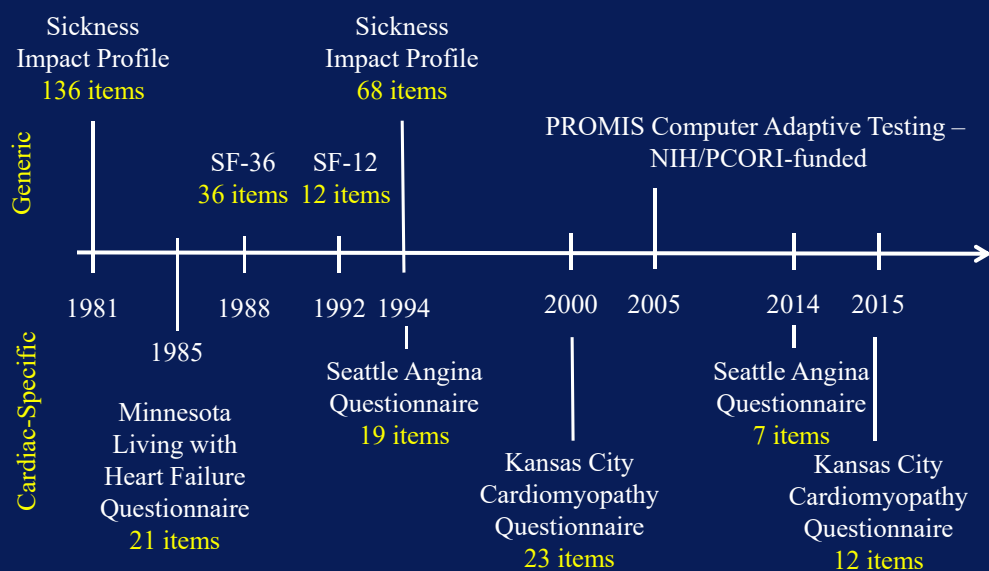 Sickness
Impact Profile
136 items
Sickness
Impact Profile
68 items
Generic
SF-36
36 items
SF-12
12 items
PROMIS Computer Adaptive Testing –
NIH/PCORI-funded
1981
1985
1988
1992
1994
2000
2005
2014
2015
Cardiac-Specific
Minnesota
Living with
Heart Failure
Questionnaire
21 items
Seattle Angina
Questionnaire
19 items
Kansas City
Cardiomyopathy
Questionnaire
23 items
Seattle Angina
Questionnaire
7 items
Kansas City
Cardiomyopathy
Questionnaire
12 items